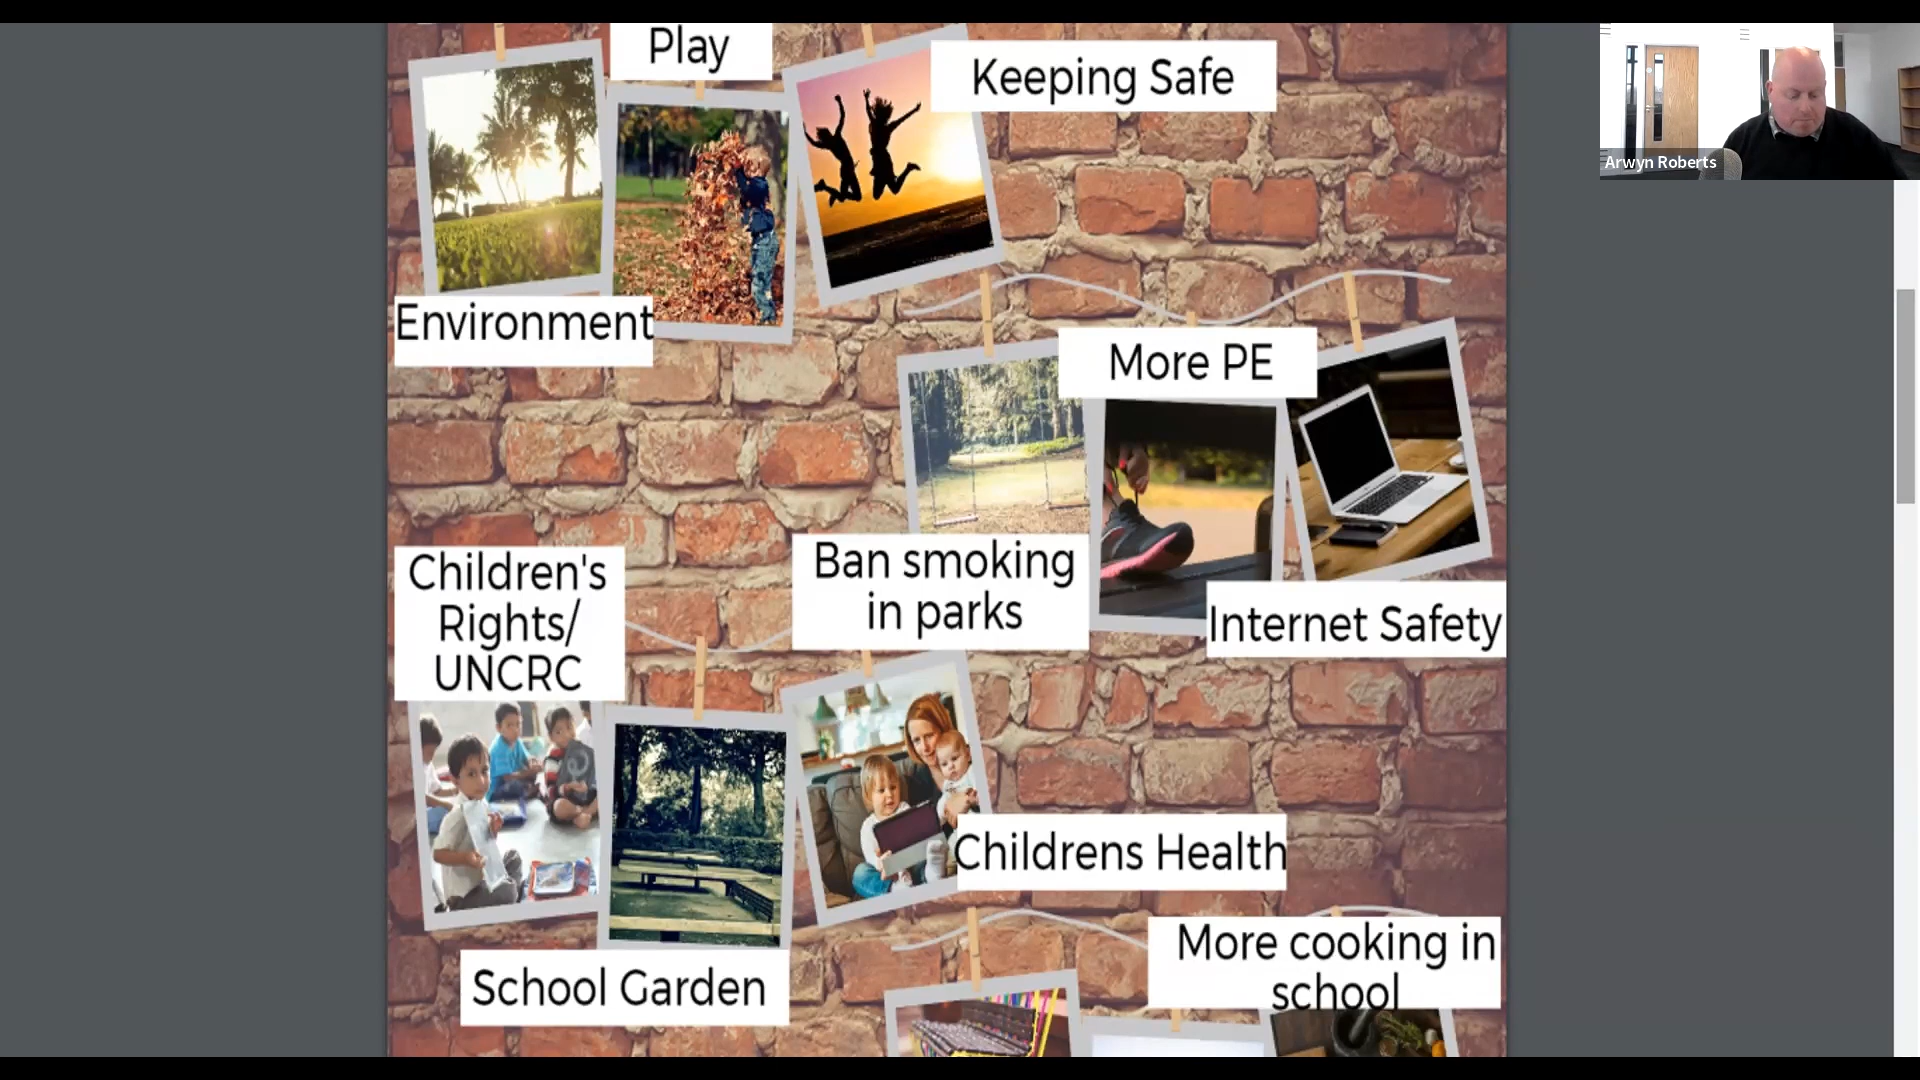 Play
Keeping Safe
Arwyn Roberts
Environment
More PE
Children's
Rights/
UNCRC
Ban smoking
in parks
Internet Safety
Childrens Health
School Garden
More cooking in
school